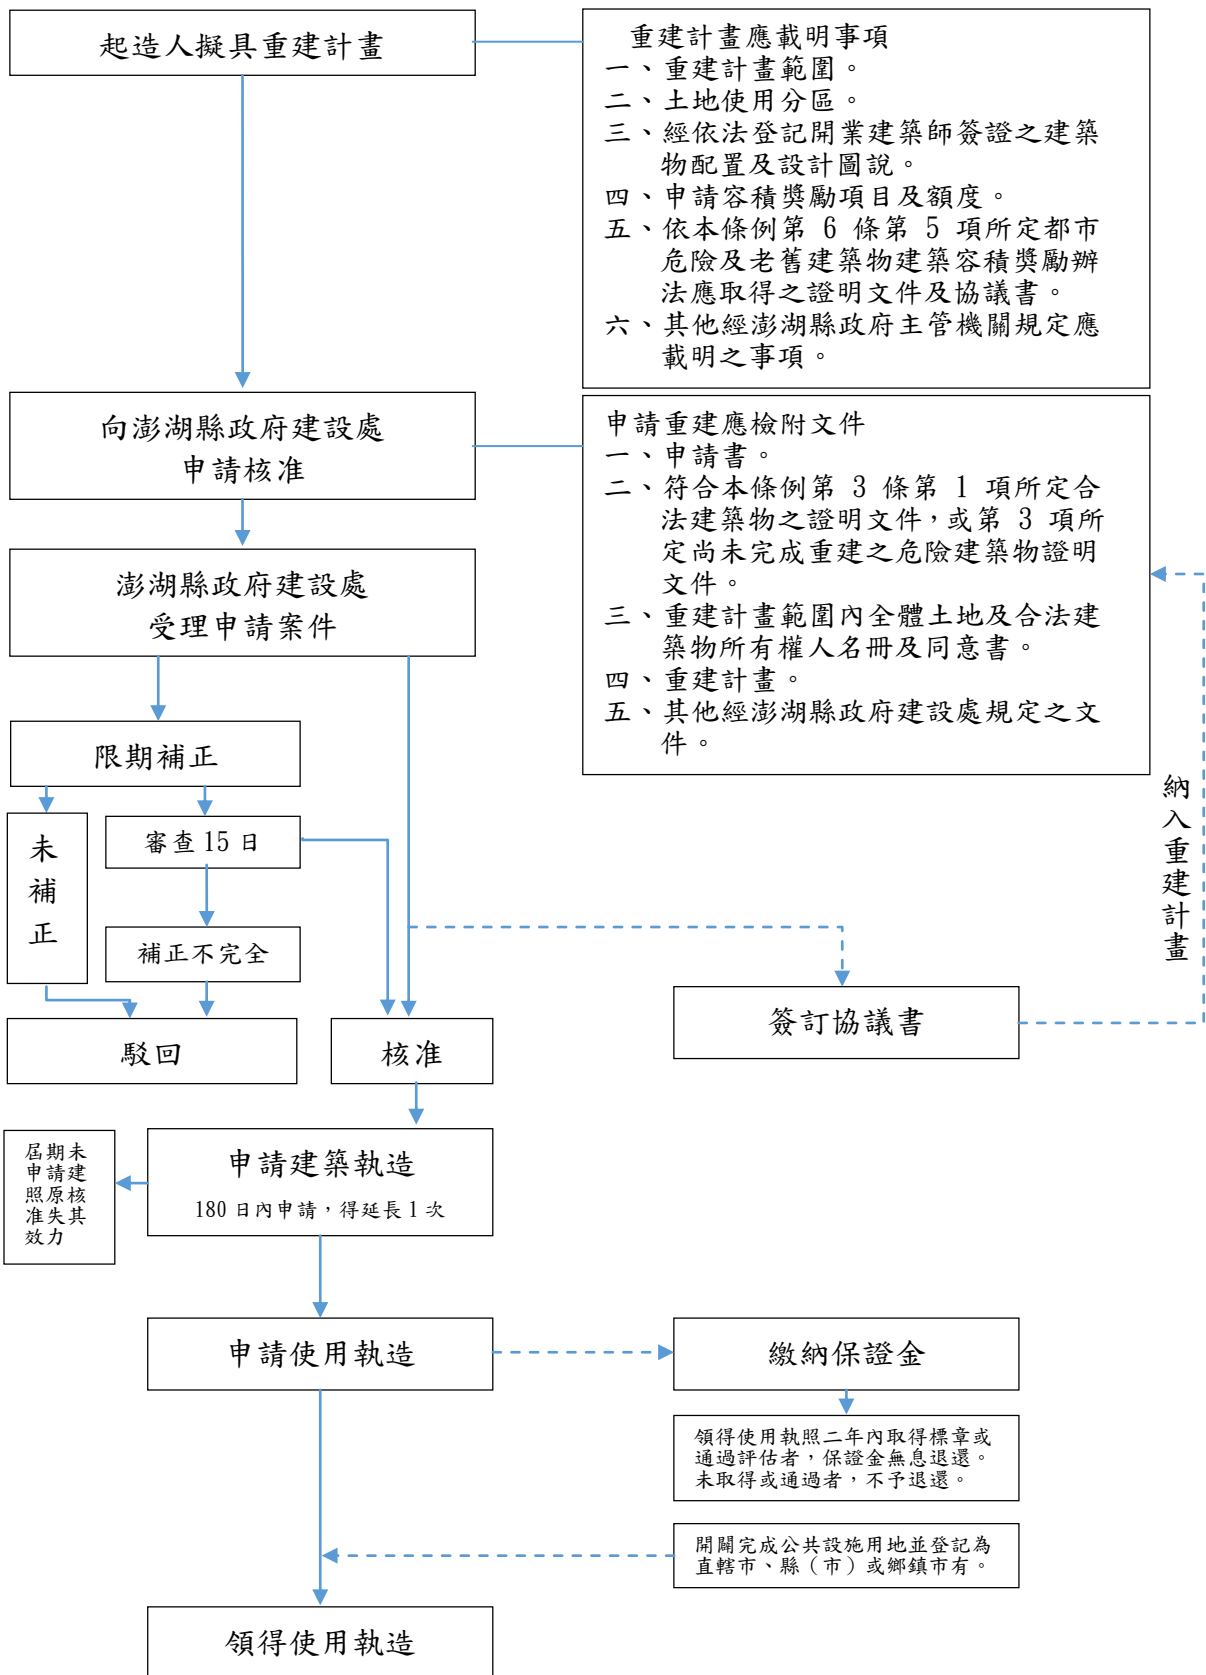 起造人擬具重建計畫
重建計畫應載明事項
一、重建計畫範圍。
二、土地使用分區。
三、經依法登記開業建築師簽證之建築
物配置及設計圖說。
四、申請容積獎勵項目及額度。
五、依本條例第 6 條第 5 項所定都市
危險及老舊建築物建築容積獎勵辦
法應取得之證明文件及協議書。
六、其他經澎湖縣政府主管機關規定應
載明之事項。
向澎湖縣政府建設處
申請核准
申請重建應檢附文件
一、申請書。
二、符合本條例第 3 條第 1 項所定合
法建築物之證明文件，或第 3 項所
定尚未完成重建之危險建築物證明
文件。
三、重建計畫範圍內全體土地及合法建
築物所有權人名冊及同意書。
四、重建計畫。
五、其他經澎湖縣政府建設處規定之文
件。
澎湖縣政府建設處
受理申請案件
限期補正
未補正
審查 15 日
補正不完全
納入重建計畫
簽訂協議書
駁回
核准
申請建築執造
180 日內申請，得延長 1 次
屆期未
申請建
照原核
准失其
效力
申請使用執造
繳納保證金
領得使用執照二年內取得標章或
通過評估者，保證金無息退還。
未取得或通過者，不予退還。
開闢完成公共設施用地並登記為
直轄市、縣（市）或鄉鎮市有。
領得使用執造